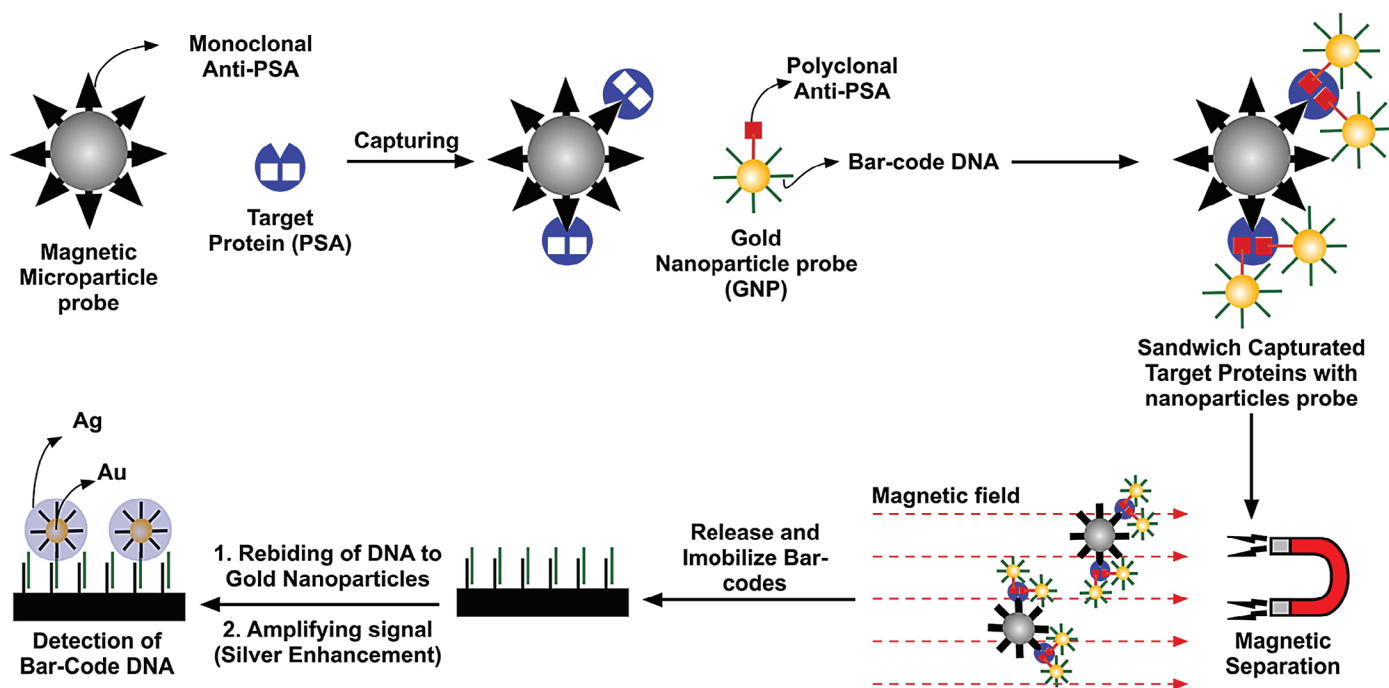 Monoclonal
Anti-PSA
Magnetic
Microparticle
probe
Target
Protein (PSA)
Capturing
Polyclonal
Anti-PSA
Bar-code DNA
Gold
Nanoparticle probe
(GNP)
Sandwich Capturated
Target Proteins with
nanoparticles probe
Magnetic
Separation
Magnetic field
Release and
Imobilize Bar-
codes
1. Rebiding of DNA to
Gold Nanoparticles
2. Amplifying signal
(Silver Enhancement)
Ag
Au
Detection of
Bar-Code DNA